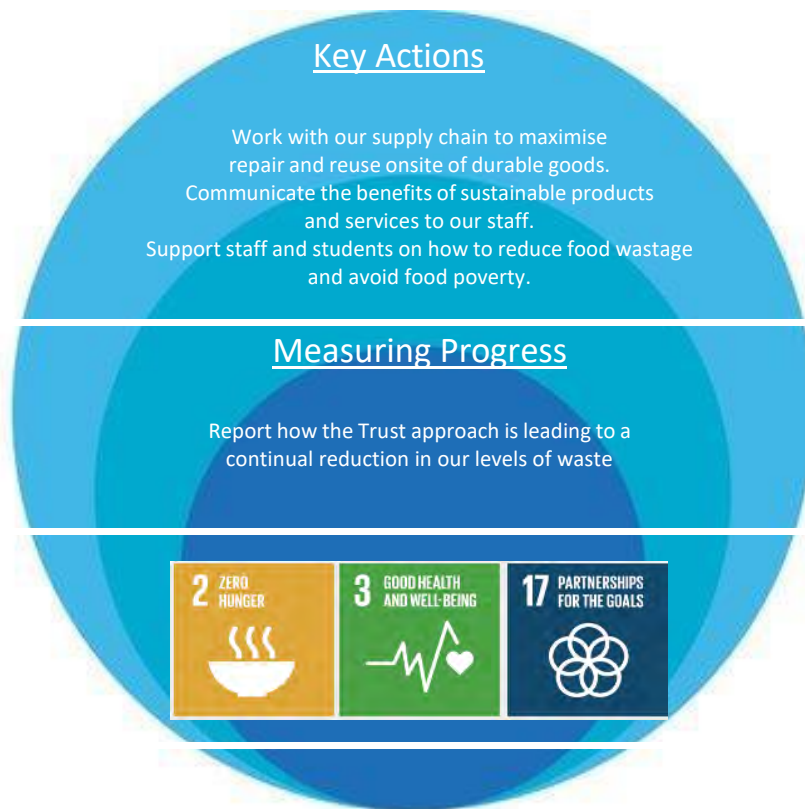 Key Actions
Work with our supply chain to maximise
repair and reuse onsite of durable goods.
Communicate the benefits of sustainable products
and services to our staff.
Support staff and students on how to reduce food wastage
and avoid food poverty.
Measuring Progress
Report how the Trust approach is leading to a
continual reduction in our levels of waste
2 ZERO
HUNGER
3 GOOD HEALTH
AND WELL-BEING
17 PARTNERSHIPS
FOR THE GOALS